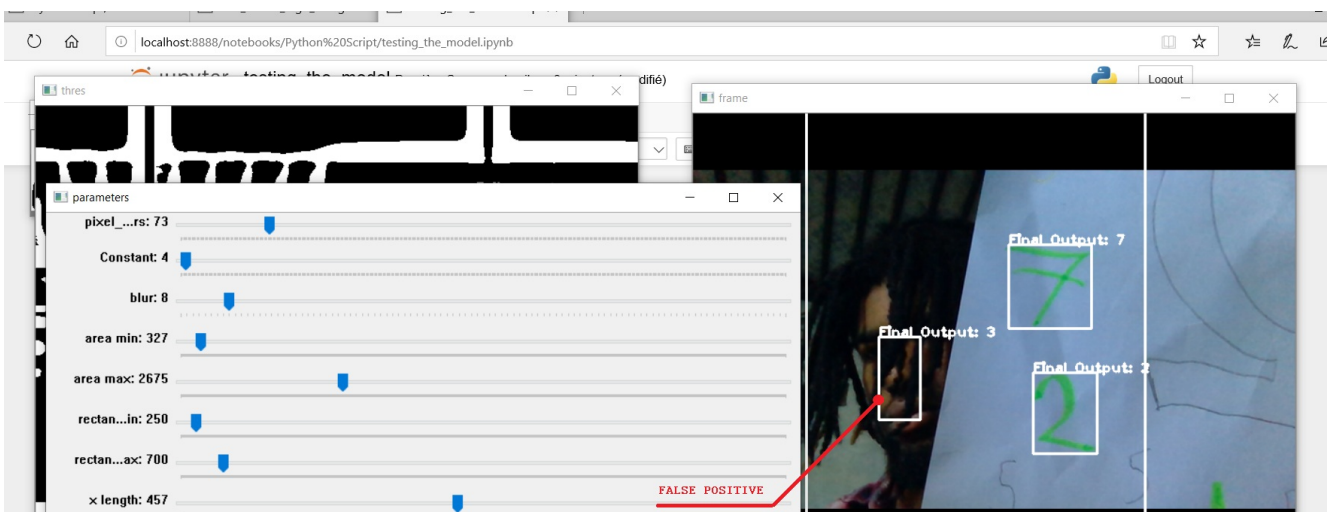 localhost:8888/notebooks/Python%20Script/testing_the_model.ipynb
difié)
Logout
thres
frame
parameters
pixel_...rs: 73
Constant: 4
blur: 8
area min: 327
area max: 2675
rectan...in: 250
rectan...ax: 700
x length: 457
Final Output: 7
7
Final Output: 3
Final Output: 2
2
FALSE POSITIVE